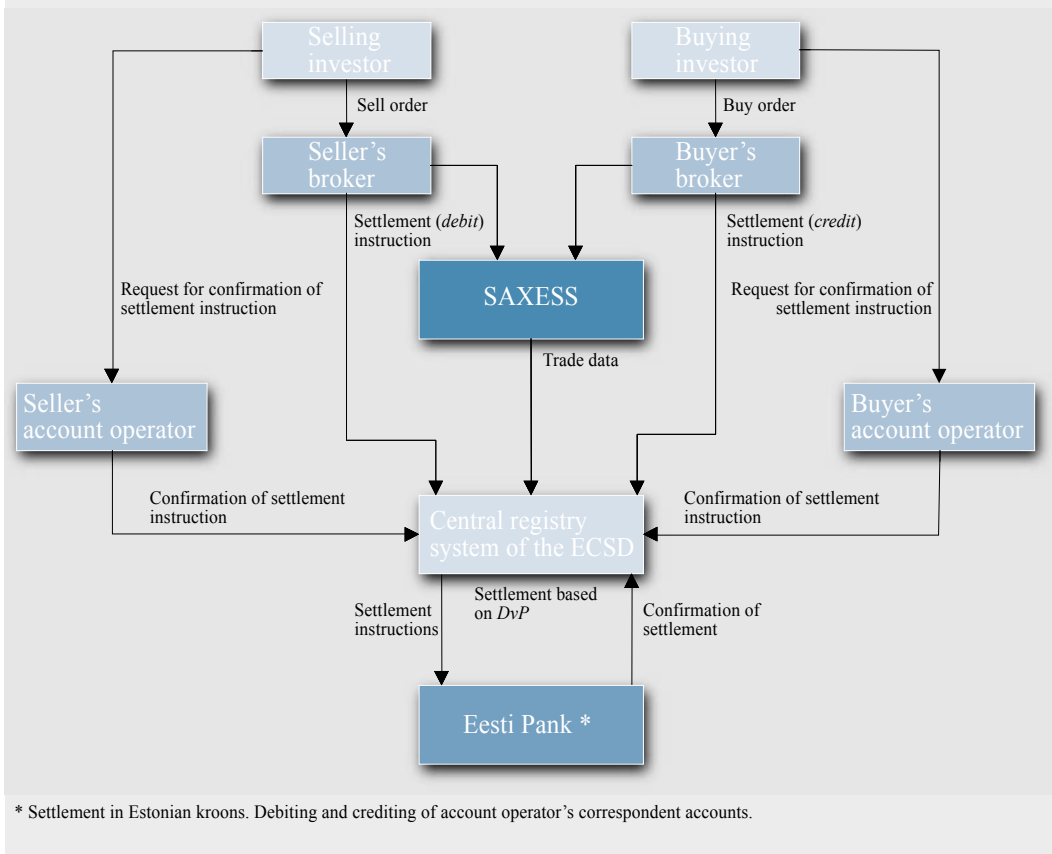 Selling
investor
Buying
investor
Sell order
Buy order
Seller's
broker
Buyer's
broker
Settlement (debit)
instruction
Settlement (credit)
instruction
SAXESS
Request for confirmation of
settlement instruction
Request for confirmation of
settlement instruction
Trade data
Seller's
account operator
Buyer's
account operator
Confirmation of settlement
instruction
Confirmation of settlement
instruction
Central registry
system of the ECSD
Settlement
instructions
Settlement based
on DvP
Confirmation of
settlement
Eesti Pank *
* Settlement in Estonian kroons. Debiting and crediting of account operator's correspondent accounts.